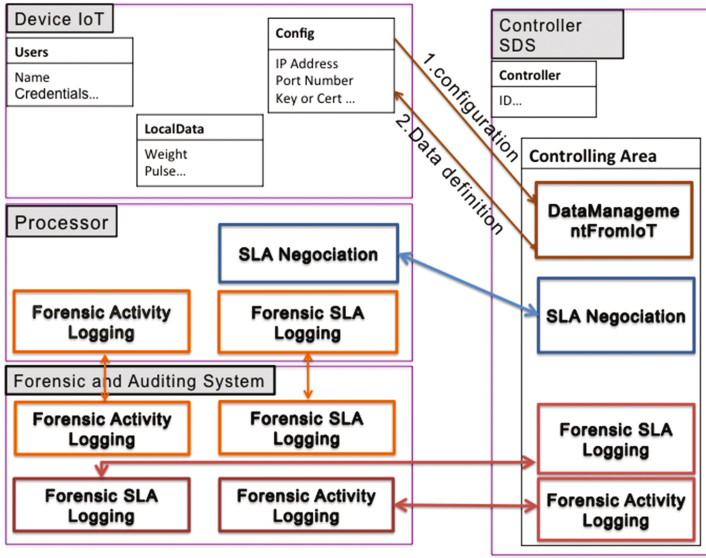 Device IoT
Users
Name
Credentials...
Config
IP Address
Port Number
Key or Cert ...
LocalData
Weight
Pulse...
1.configuration
2.Data definition
Controller
SDS
Controller
ID...
Controlling Area
DataManageme
ntFromIoT
SLA Negociation
Forensic SLA
Logging
Forensic Activity
Logging
Processor
SLA Negociation
Forensic Activity
Logging
Forensic SLA
Logging
Forensic and Auditing System
Forensic Activity
Logging
Forensic SLA
Logging
Forensic SLA
Logging
Forensic Activity
Logging